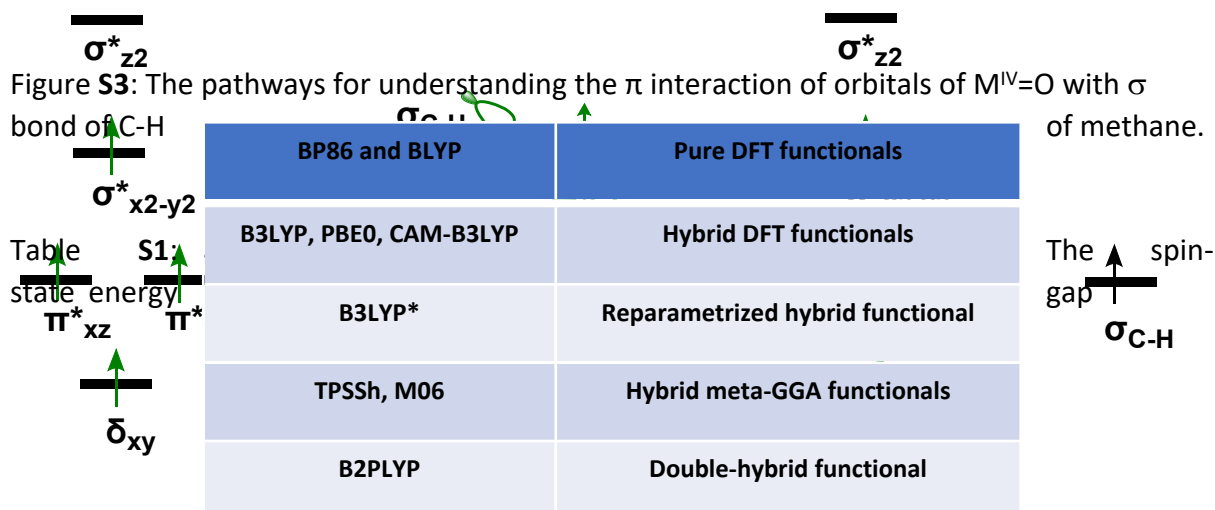 σ*z2 σ*z2
Figure S3: The pathways for understanding the π interaction of orbitals of MIV=O with σ
bond of C-H of methane.
σC-H
σ*x2-y2
Table S1: The spin-
state energy gap
π*xz π*
σC-H
δxy
BP86 and BLYP Pure DFT functionals
B3LYP, PBE0, CAM-B3LYP Hybrid DFT functionals
B3LYP* Reparametrized hybrid functional
TPSSh, M06 Hybrid meta-GGA functionals
B2PLYP Double-hybrid functional